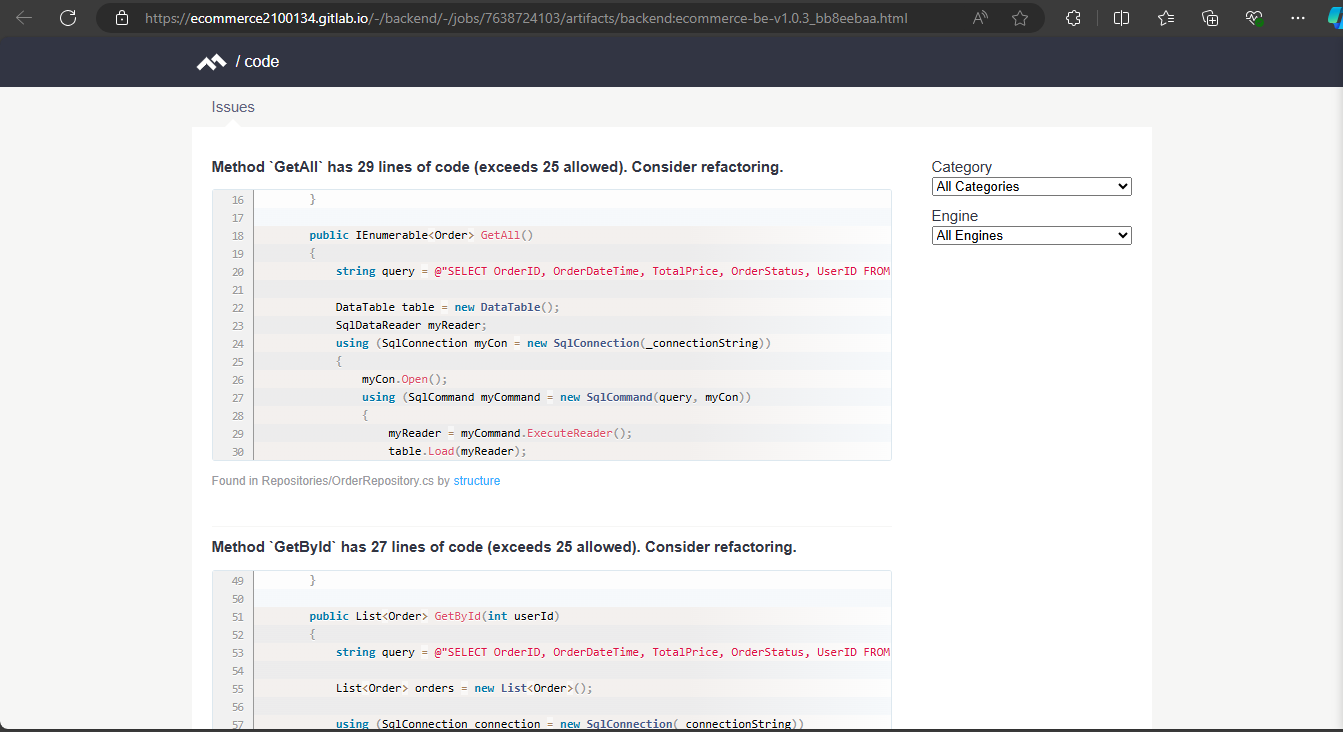 https://ecommerce2100134.gitlab.io/-/backend/-/jobs/7638724103/artifacts/backend:ecommerce-be-v1.0.3_bb8eebaa.html
/ code
Issues
Method `GetAll` has 29 lines of code (exceeds 25 allowed). Consider refactoring.
16 }
17
18 public IEnumerable<Order> GetAll()
19 {
20 string query = @"SELECT OrderID, OrderDateTime, TotalPrice, OrderStatus, UserID FROM
21
22 DataTable table = new DataTable();
23 SqlDataReader myReader;
24 using (SqlConnection myCon = new SqlConnection(_connectionString))
25 {
26 myCon.Open();
27 using (SqlCommand myCommand = new SqlCommand(query, myCon))
28 {
29 myReader = myCommand.ExecuteReader();
30 table.Load(myReader);
Found in Repositories/OrderRepository.cs by structure
Category
All Categories
Engine
All Engines
Method `GetById` has 27 lines of code (exceeds 25 allowed). Consider refactoring.
49 }
50
51 public List<Order> GetById(int userId)
52 {
53 string query = @"SELECT OrderID, OrderDateTime, TotalPrice, OrderStatus, UserID FROM
54
55 List<Order> orders = new List<Order>();
56
57 using (SqlConnection connection = new SqlConnection(_connectionString))